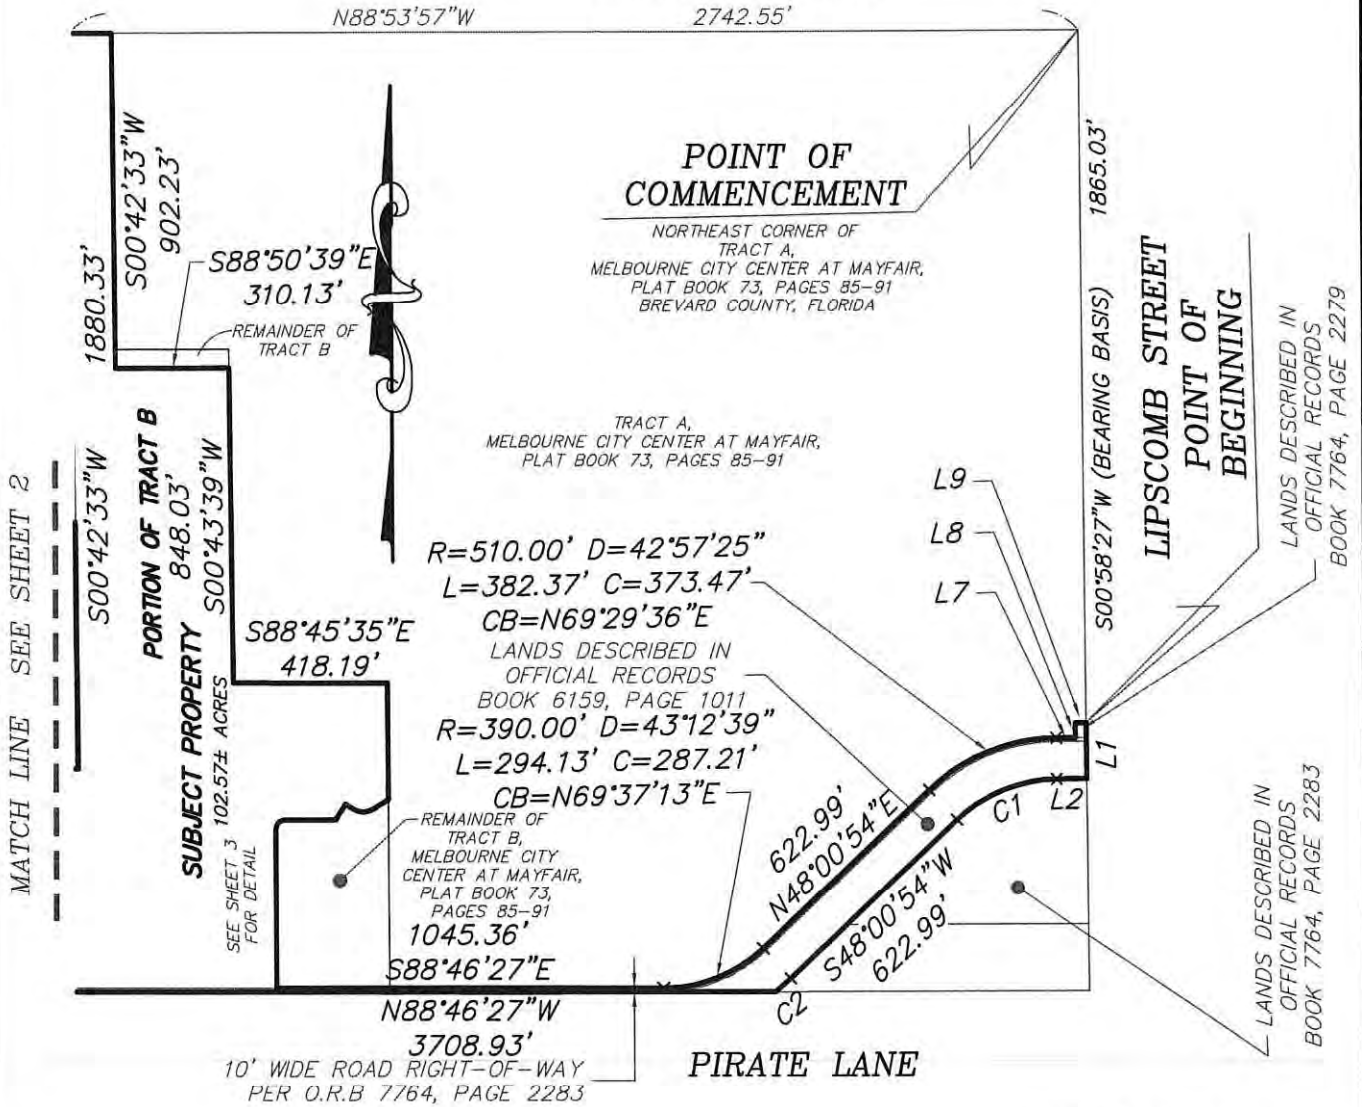 N88°53'57"W
2742.55'
S00°42'33"W
902.23'
1880.33'
S88°50'39"E
310.13'
REMAINDER OF
TRACT B
POINT OF
COMMENCEMENT
NORTHEAST CORNER OF
TRACT A,
MELBOURNE CITY CENTER AT MAYFAIR,
PLAT BOOK 73, PAGES 85-91
BREVARD COUNTY, FLORIDA
1865.03'
S00°58'27"W (BEARING BASIS)
LIPSCOMB STREET
POINT OF
BEGINNING
LANDS DESCRIBED IN
OFFICIAL RECORDS
BOOK 7764, PAGE 2279
TRACT A,
MELBOURNE CITY CENTER AT MAYFAIR,
PLAT BOOK 73, PAGES 85-91
MATCH LINE SEE SHEET 2
S00°42'33"W
PORTION OF TRACT B
848.03'
S00°43'39"W
SUBJECT PROPERTY
102.57± ACRES
SEE SHEET 3
FOR DETAIL
S88°45'35"E
418.19'
L9
L8
L7
R=510.00' D=42°57'25"
L=382.37' C=373.47'
CB=N69°29'36"E
LANDS DESCRIBED IN
OFFICIAL RECORDS
BOOK 6159, PAGE 1011
R=390.00' D=43°12'39"
L=294.13' C=287.21'
CB=N69°37'13"E
REMAINDER OF
TRACT B,
MELBOURNE CITY
CENTER AT MAYFAIR,
PLAT BOOK 73,
PAGES 85-91
1045.36'
S88°46'27"E
N88°46'27"W
3708.93'
10' WIDE ROAD RIGHT-OF-WAY
PER O.R.B 7764, PAGE 2283
622.99'
N48°00'54"E
S48°00'54"W
622.99'
L1
L2
C1
C2
LANDS DESCRIBED IN
OFFICIAL RECORDS
BOOK 7764, PAGE 2283
PIRATE LANE